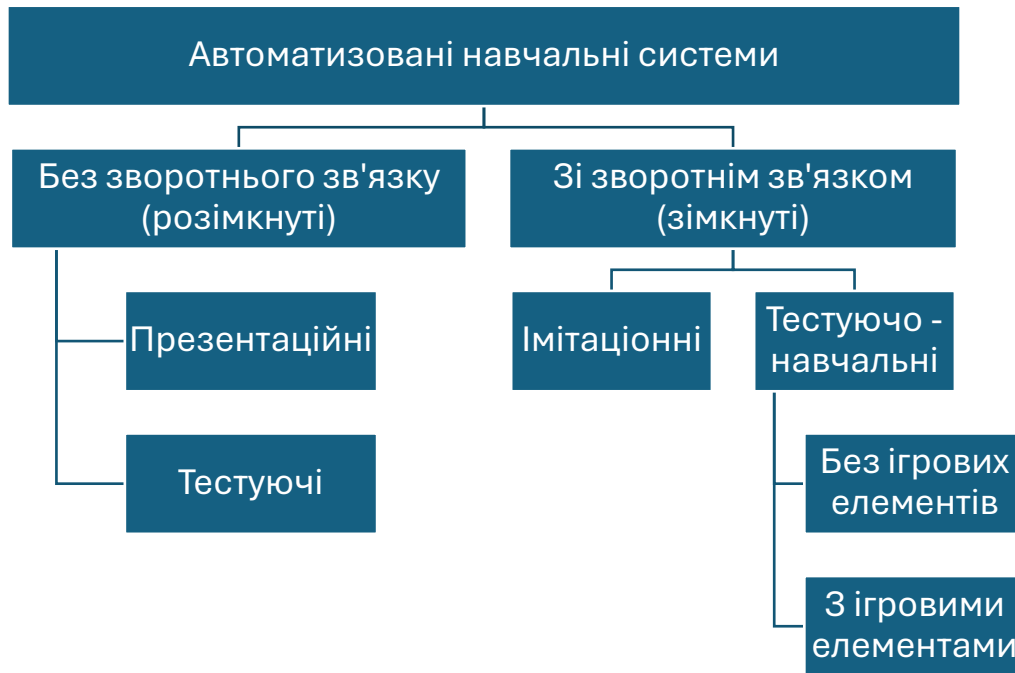 Автоматизовані навчальні системи
Без зворотнього зв'язку
(розімкнуті)
Зі зворотнім зв'язком
(зімкнуті)
Презентаційні
Тестуючі
Імітаціонні
Тестуючо -
навчальні
Без ігрових
елементів
З ігровими
елементами